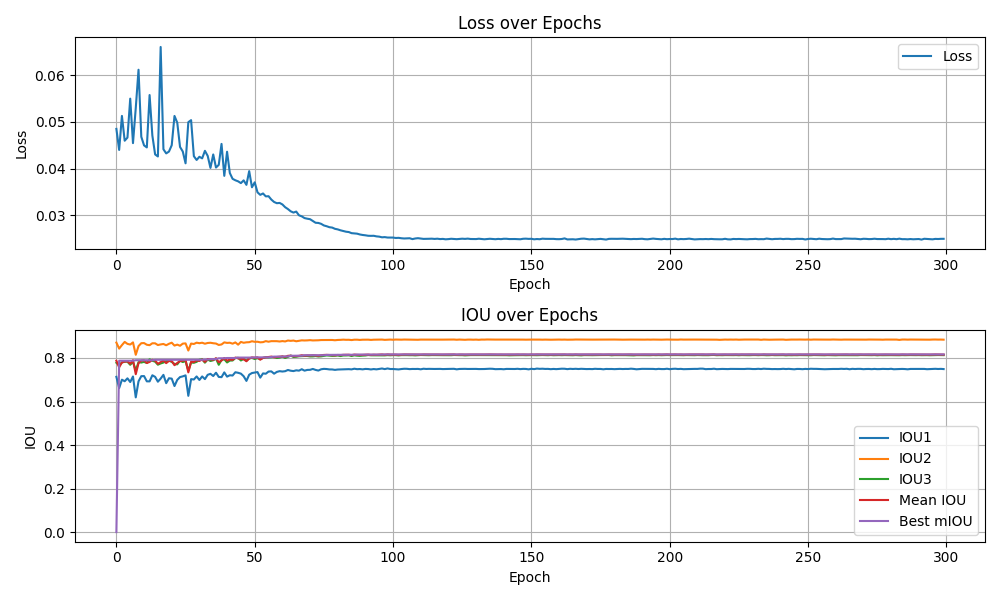 Loss over Epochs
Loss
0.06
0.05
0.04
0.03
Loss
0 50 100 150 200 250 300
Epoch
IOU over Epochs
0.8
0.6
0.4
0.2
0.0
IOU
IOU1
IOU2
IOU3
Mean IOU
Best mIOU
0 50 100 150 200 250 300
Epoch